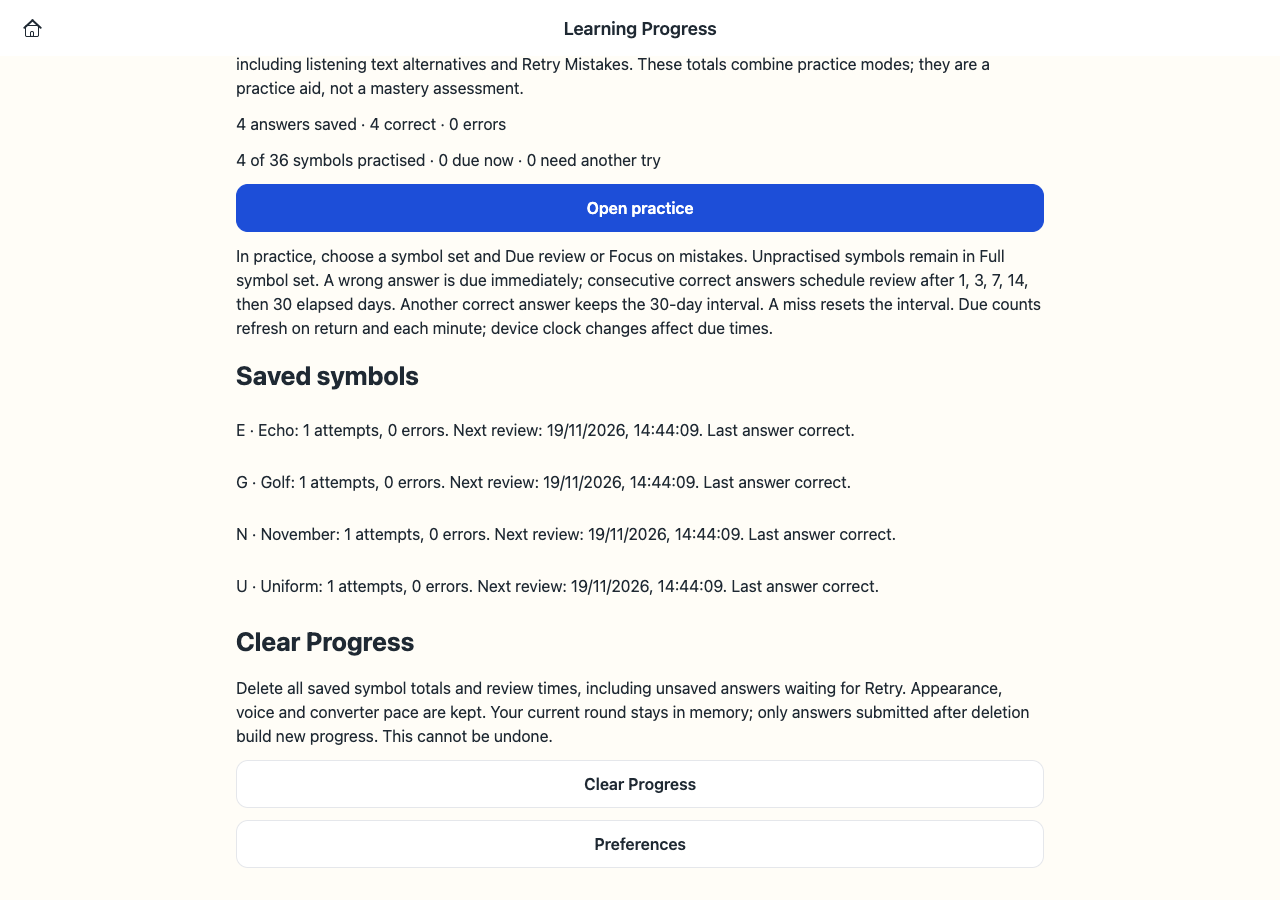 Learning Progress
including listening text alternatives and Retry Mistakes. These totals combine practice modes; they are a
practice aid, not a mastery assessment.
4 answers saved · 4 correct · 0 errors
4 of 36 symbols practised · 0 due now · 0 need another try
Open practice
In practice, choose a symbol set and Due review or Focus on mistakes. Unpractised symbols remain in Full
symbol set. A wrong answer is due immediately; consecutive correct answers schedule review after 1, 3, 7, 14,
then 30 elapsed days. Another correct answer keeps the 30-day interval. A miss resets the interval. Due counts
refresh on return and each minute; device clock changes affect due times.
Saved symbols
E · Echo: 1 attempts, 0 errors. Next review: 19/11/2026, 14:44:09. Last answer correct.
G · Golf: 1 attempts, 0 errors. Next review: 19/11/2026, 14:44:09. Last answer correct.
N · November: 1 attempts, 0 errors. Next review: 19/11/2026, 14:44:09. Last answer correct.
U · Uniform: 1 attempts, 0 errors. Next review: 19/11/2026, 14:44:09. Last answer correct.
Clear Progress
Delete all saved symbol totals and review times, including unsaved answers waiting for Retry. Appearance,
voice and converter pace are kept. Your current round stays in memory; only answers submitted after deletion
build new progress. This cannot be undone.
Clear Progress
Preferences